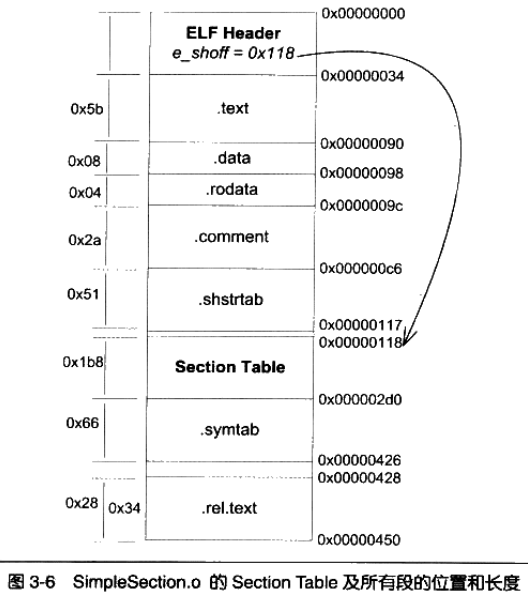 0x00000000
ELF Header
e_shoff = 0x118
0x00000034
0x5b
.text
0x00000090
0x08
.data
0x00000098
0x04
.rodata
0x0000009c
0x2a
.comment
0x000000c6
0x51
.shstrtab
0x00000117
0x00000118
0x1b8
Section Table
0x000002d0
0x66
.symtab
0x00000426
0x00000428
0x28
0x34
.rel.text
0x00000450
图 3-6 SimpleSection.o 的 Section Table 及所有段的位置和长度